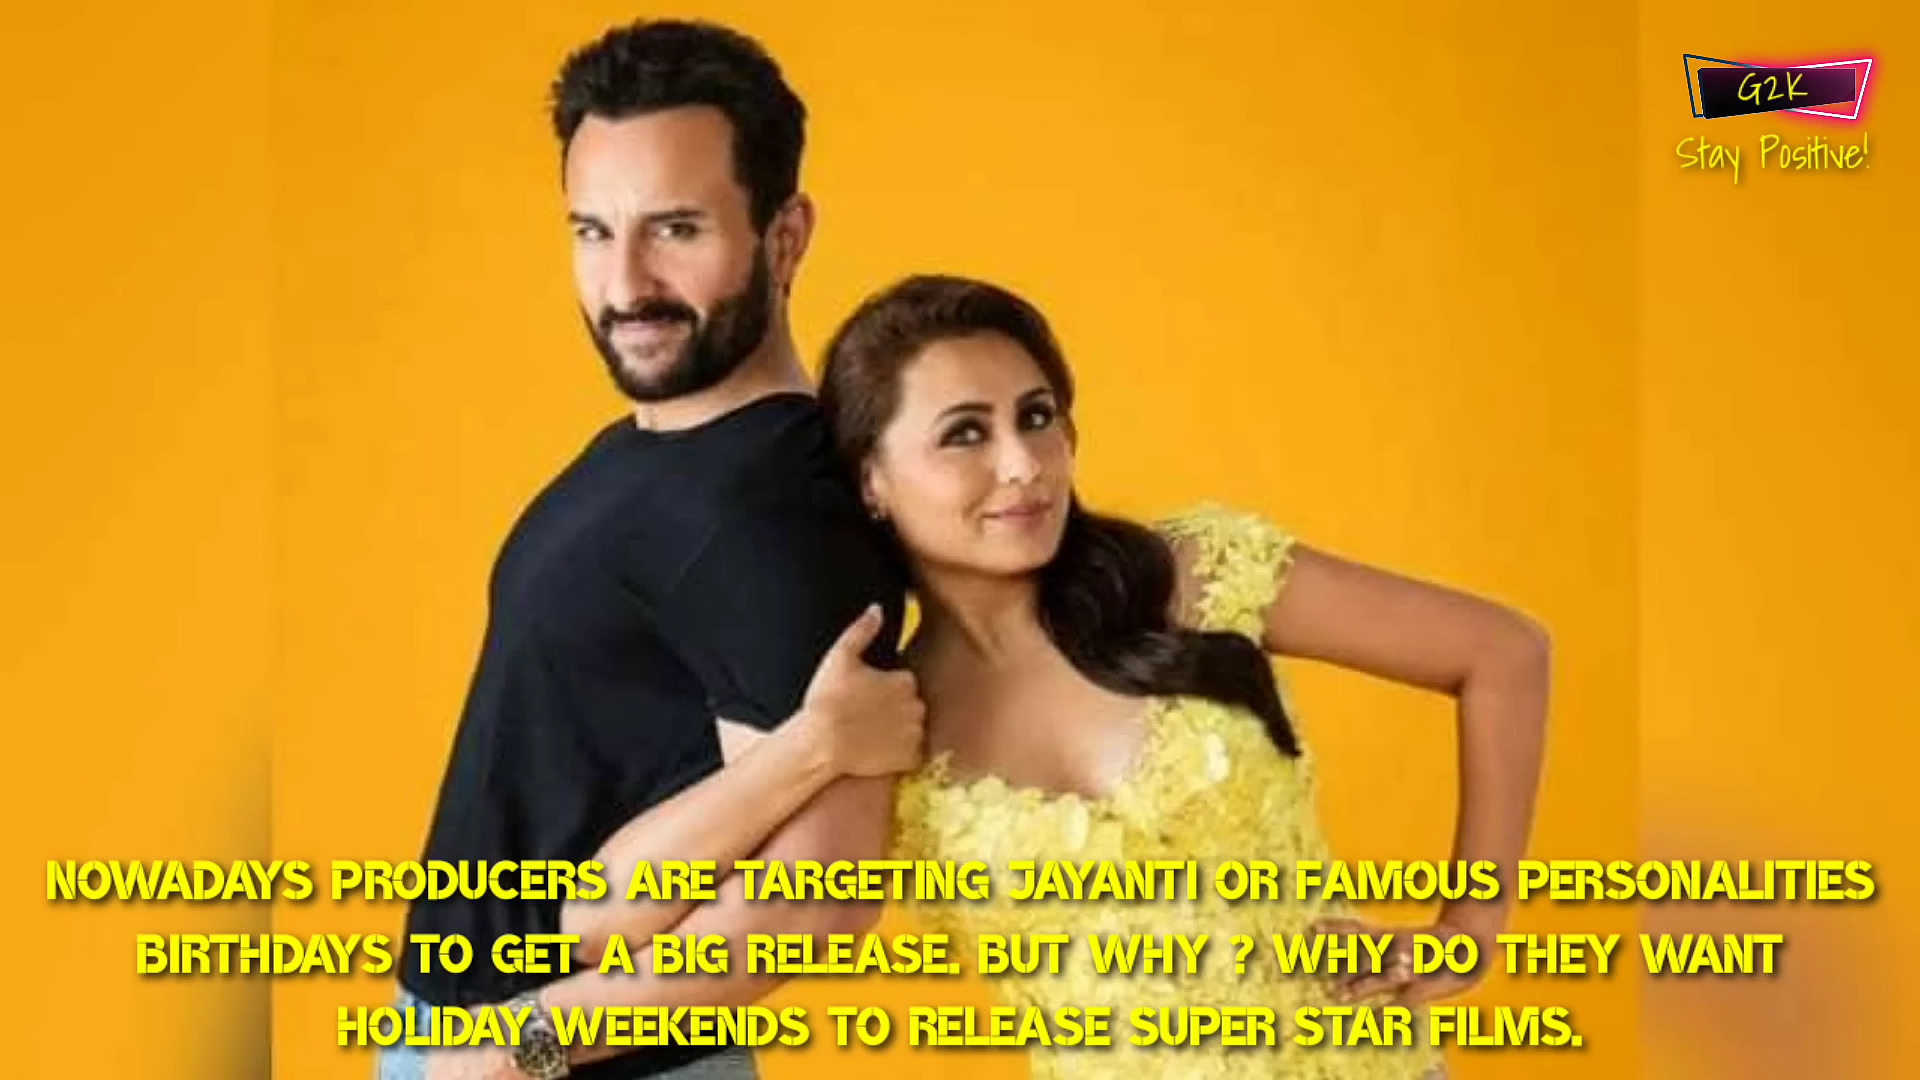 G2K
Stay Positive!
NOWADAYS PRODUCERS ARE TARGETING JAYANTI OR FAMOUS PERSONALITIES
BIRTHDAYS TO GET A BIG RELEASE. BUT WHY ? WHY DO THEY WANT
HOLIDAY WEEKENDS TO RELEASE SUPER STAR FILMS.